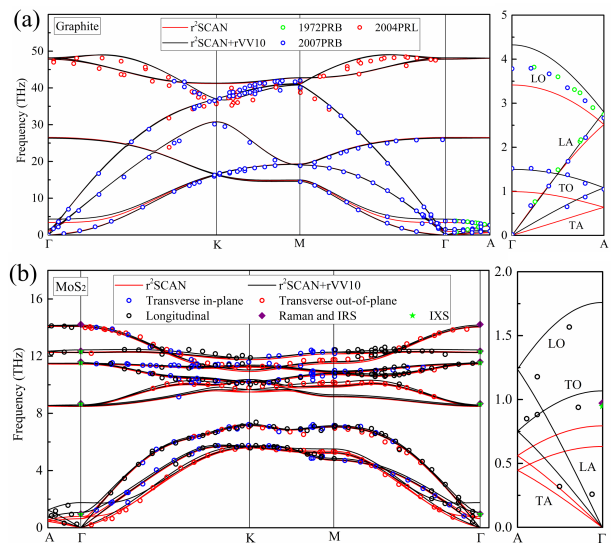 (a)
Graphite
r²SCAN
1972PRB
2004PRL
r²SCAN+rVV10
2007PRB
Frequency (THz)
50
40
30
20
10
0
Γ
K
M
Γ
A
5
4
3
2
1
0
LO
LA
TO
TA
Γ
A
(b)
MoS₂
r²SCAN
r²SCAN+rVV10
Transverse in-plane
Transverse out-of-plane
Longitudinal
Raman and IRS
IXS
Frequency (THz)
16
12
8
4
0
A
Γ
K
M
Γ
2.0
1.5
1.0
0.5
0.0
LO
TO
LA
TA
A
Γ